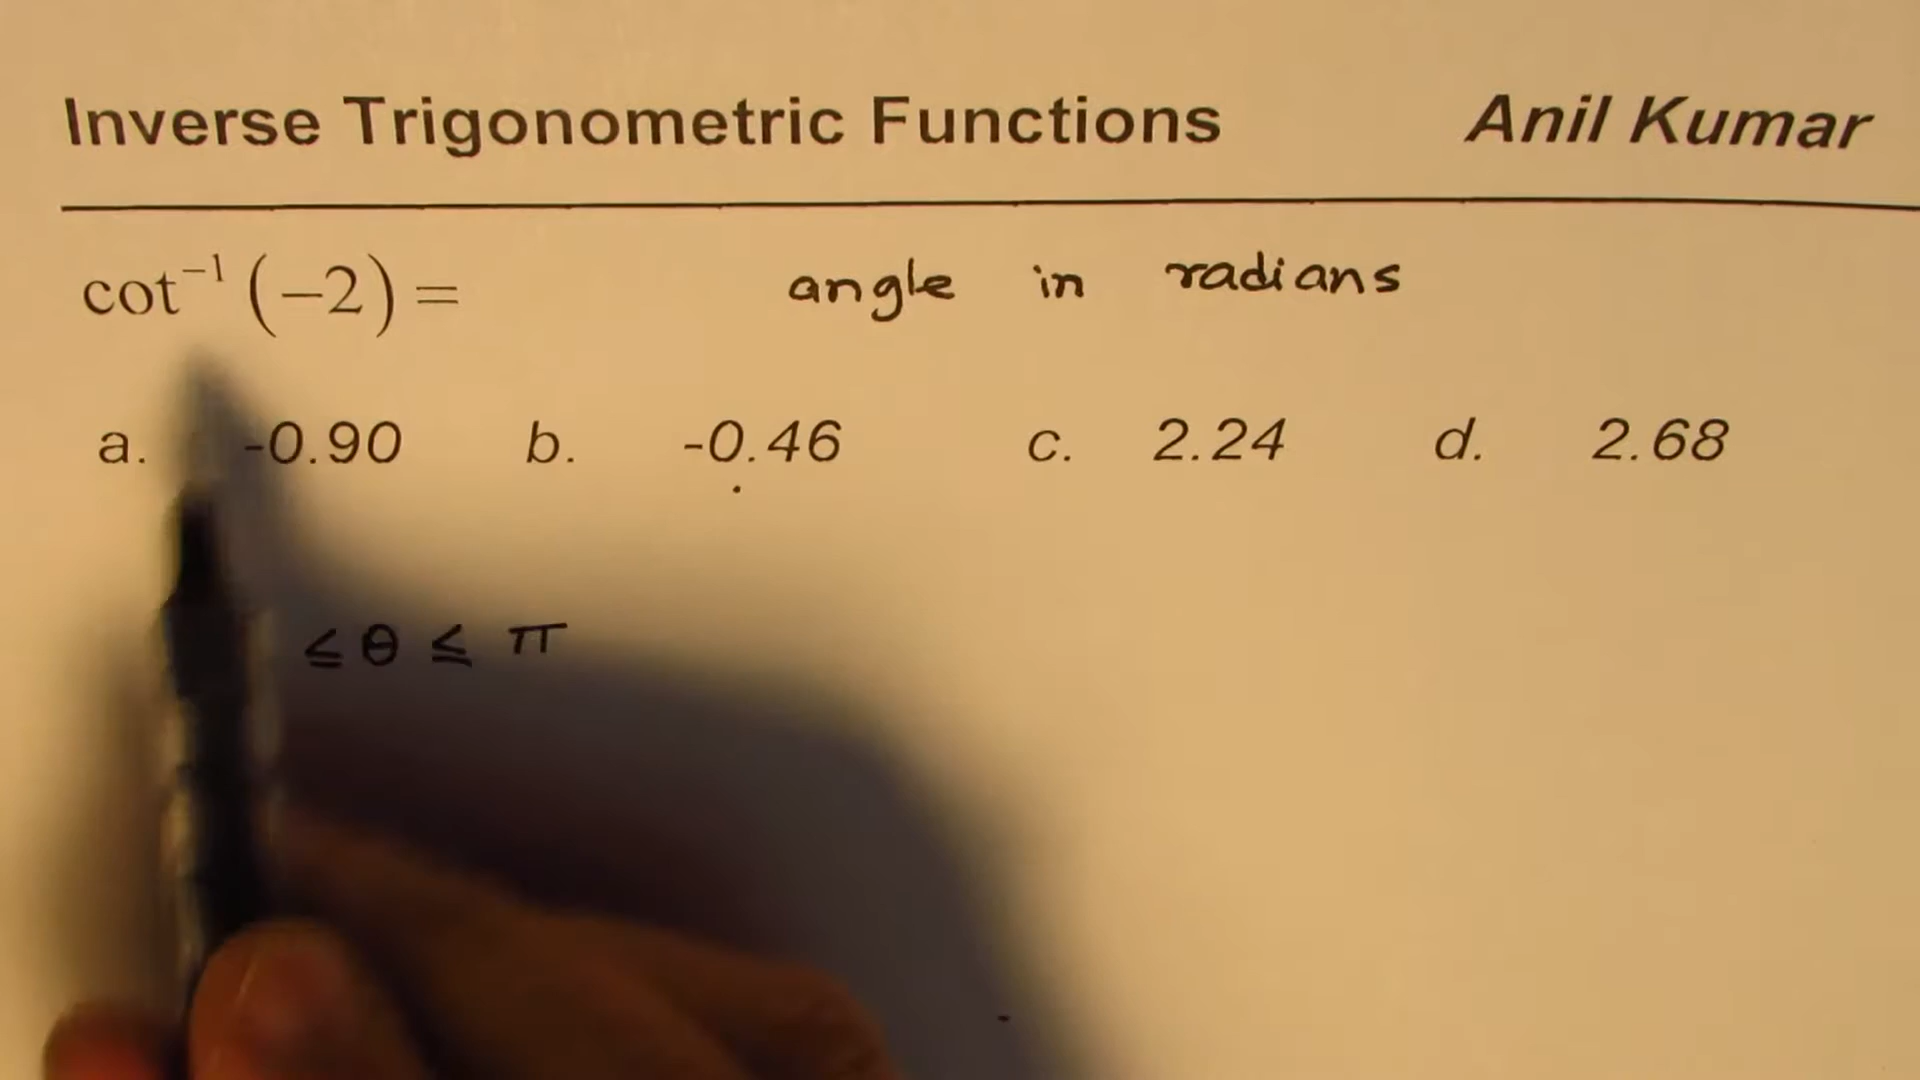 Inverse Trigonometric Functions Anil Kumar
cot⁻¹ (−2) = angle in radians
a. -0.90 b. -0.46 c. 2.24 d. 2.68
≤ θ ≤ π